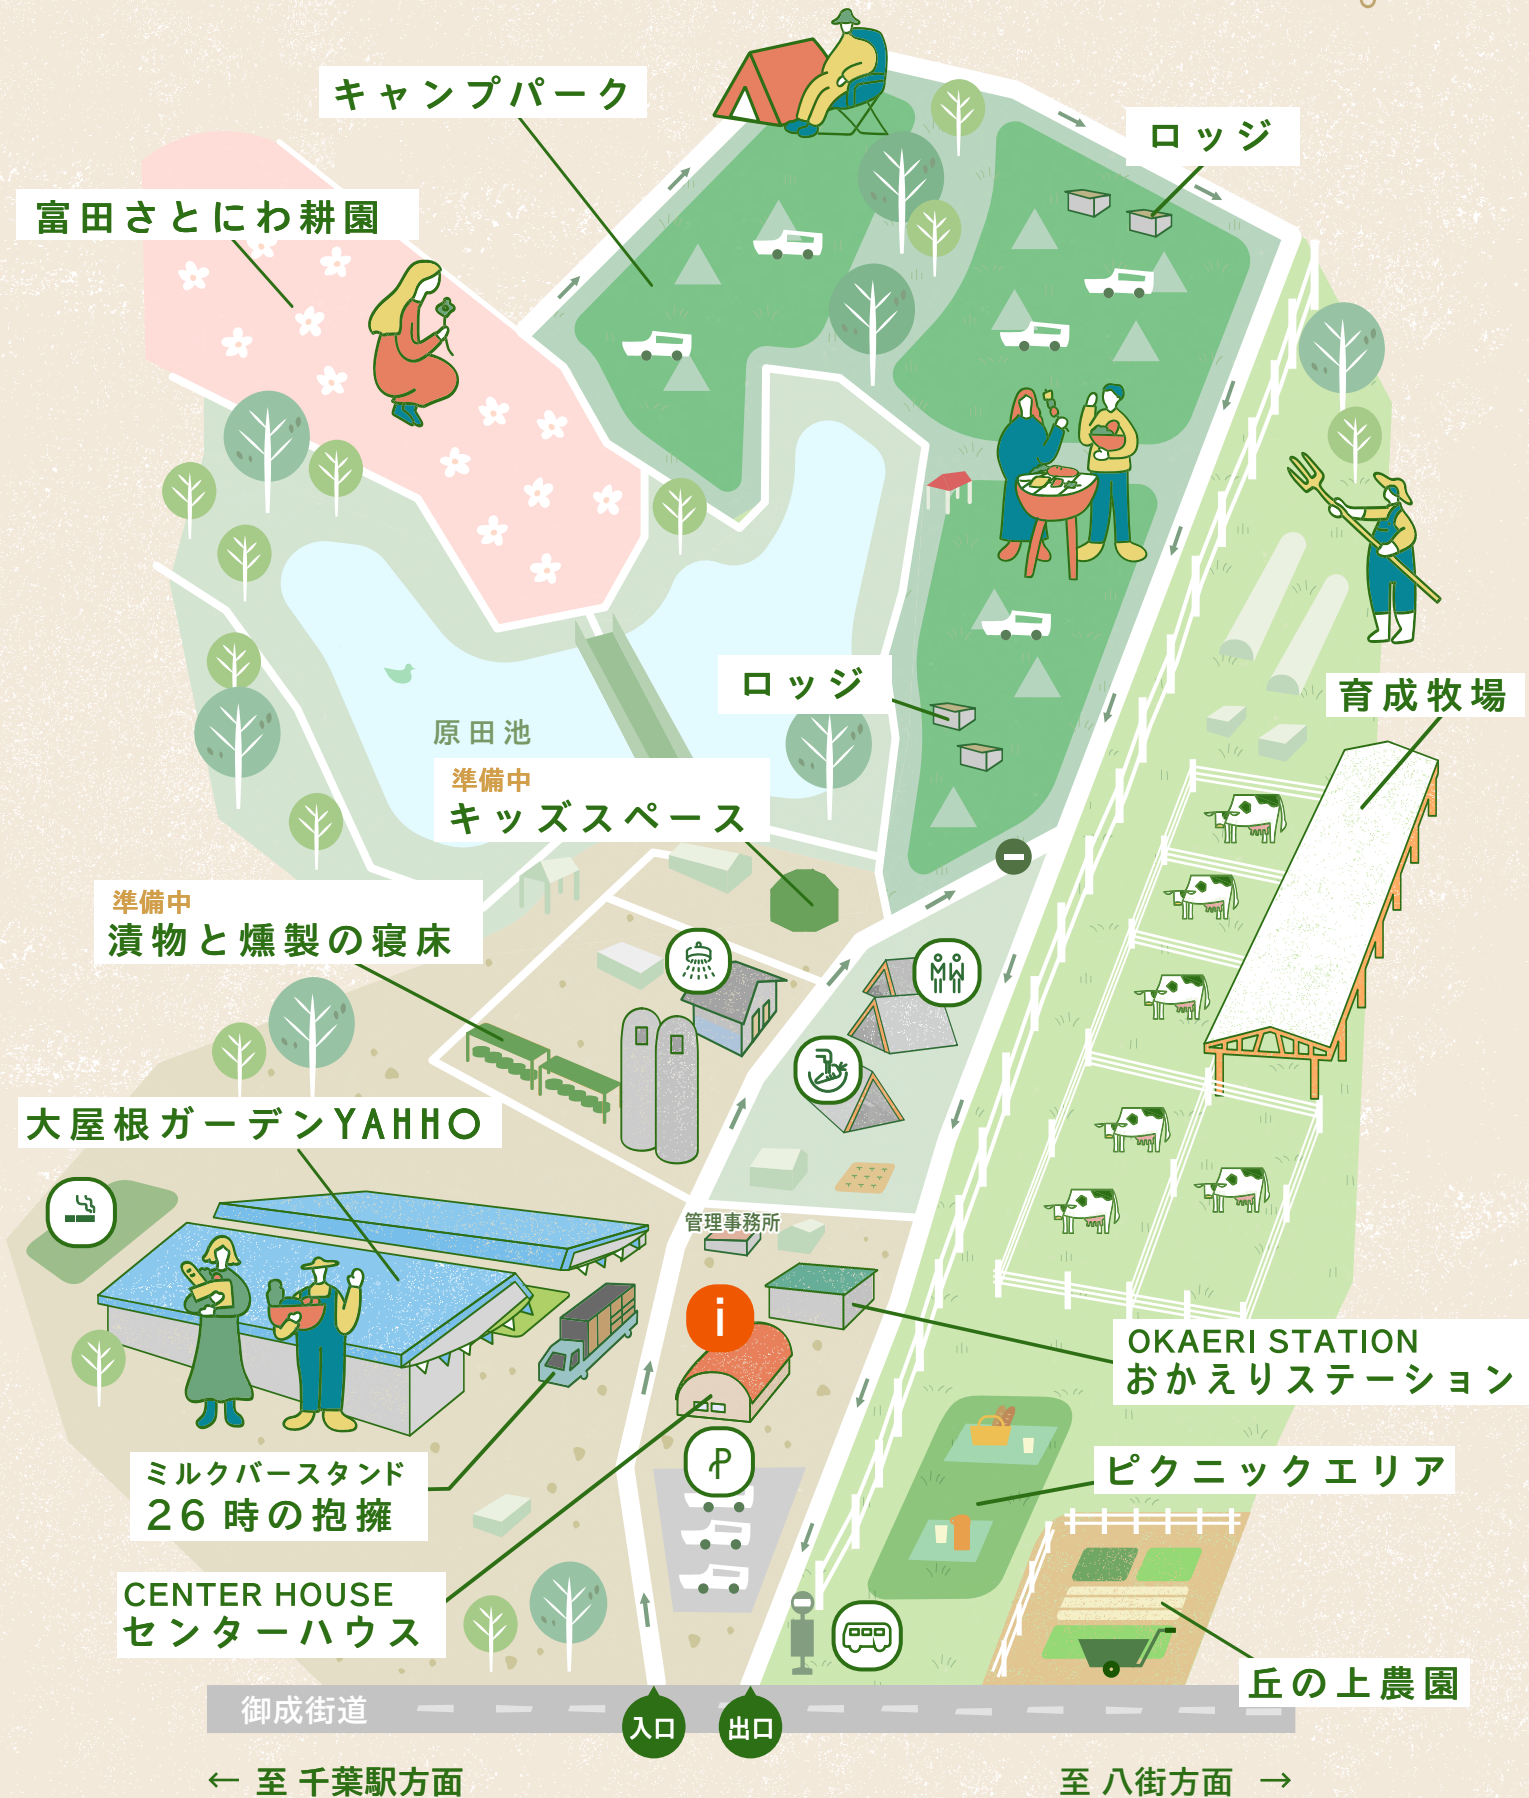 キャンプパーク
ロッジ
富田さとにわ耕園
ロッジ
育成牧場
原田池
準備中
キッズスペース
準備中
漬物と燻製の寝床
大屋根ガーデンYAHHO
管理事務所
i
OKAERI STATION
おかえりステーション
ミルクバースタンド
26時の抱擁
P
ピクニックエリア
CENTER HOUSE
センターハウス
丘の上農園
御成街道
入口
出口
← 至 千葉駅方面
至 八街方面 →
M W